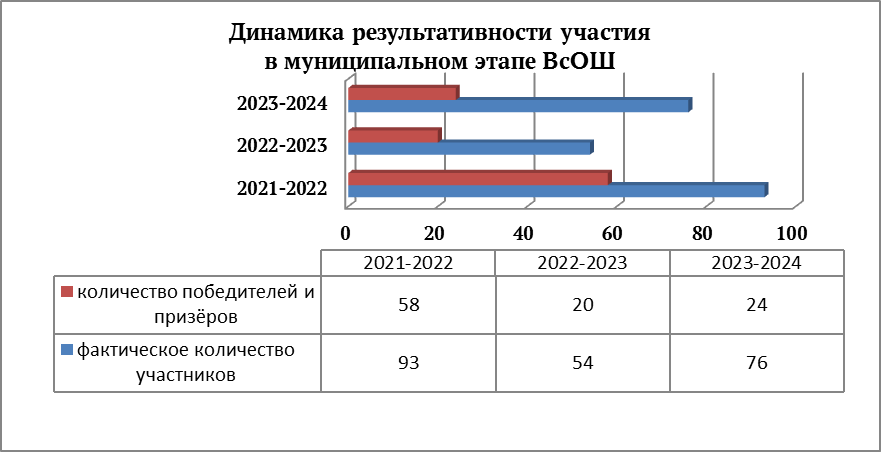 Динамика результативности участия
в муниципальном этапе ВсОШ
2023-2024
2022-2023
2021-2022
0 20 40 60 80 100
2021-2022 2022-2023 2023-2024
количество победителей и
призёров
58 20 24
фактическое количество
участников
93 54 76